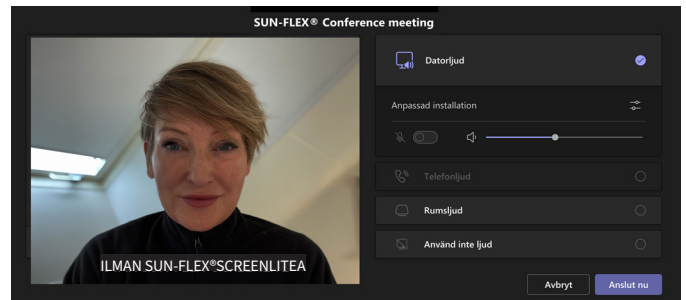 SUN-FLEX® Conference meeting
Datorljud
Anpassad installation
Telefonljud
Rumsljud
Använd inte ljud
ILMAN SUN-FLEX®SCREENLITEA
Avbryt
Anslut nu